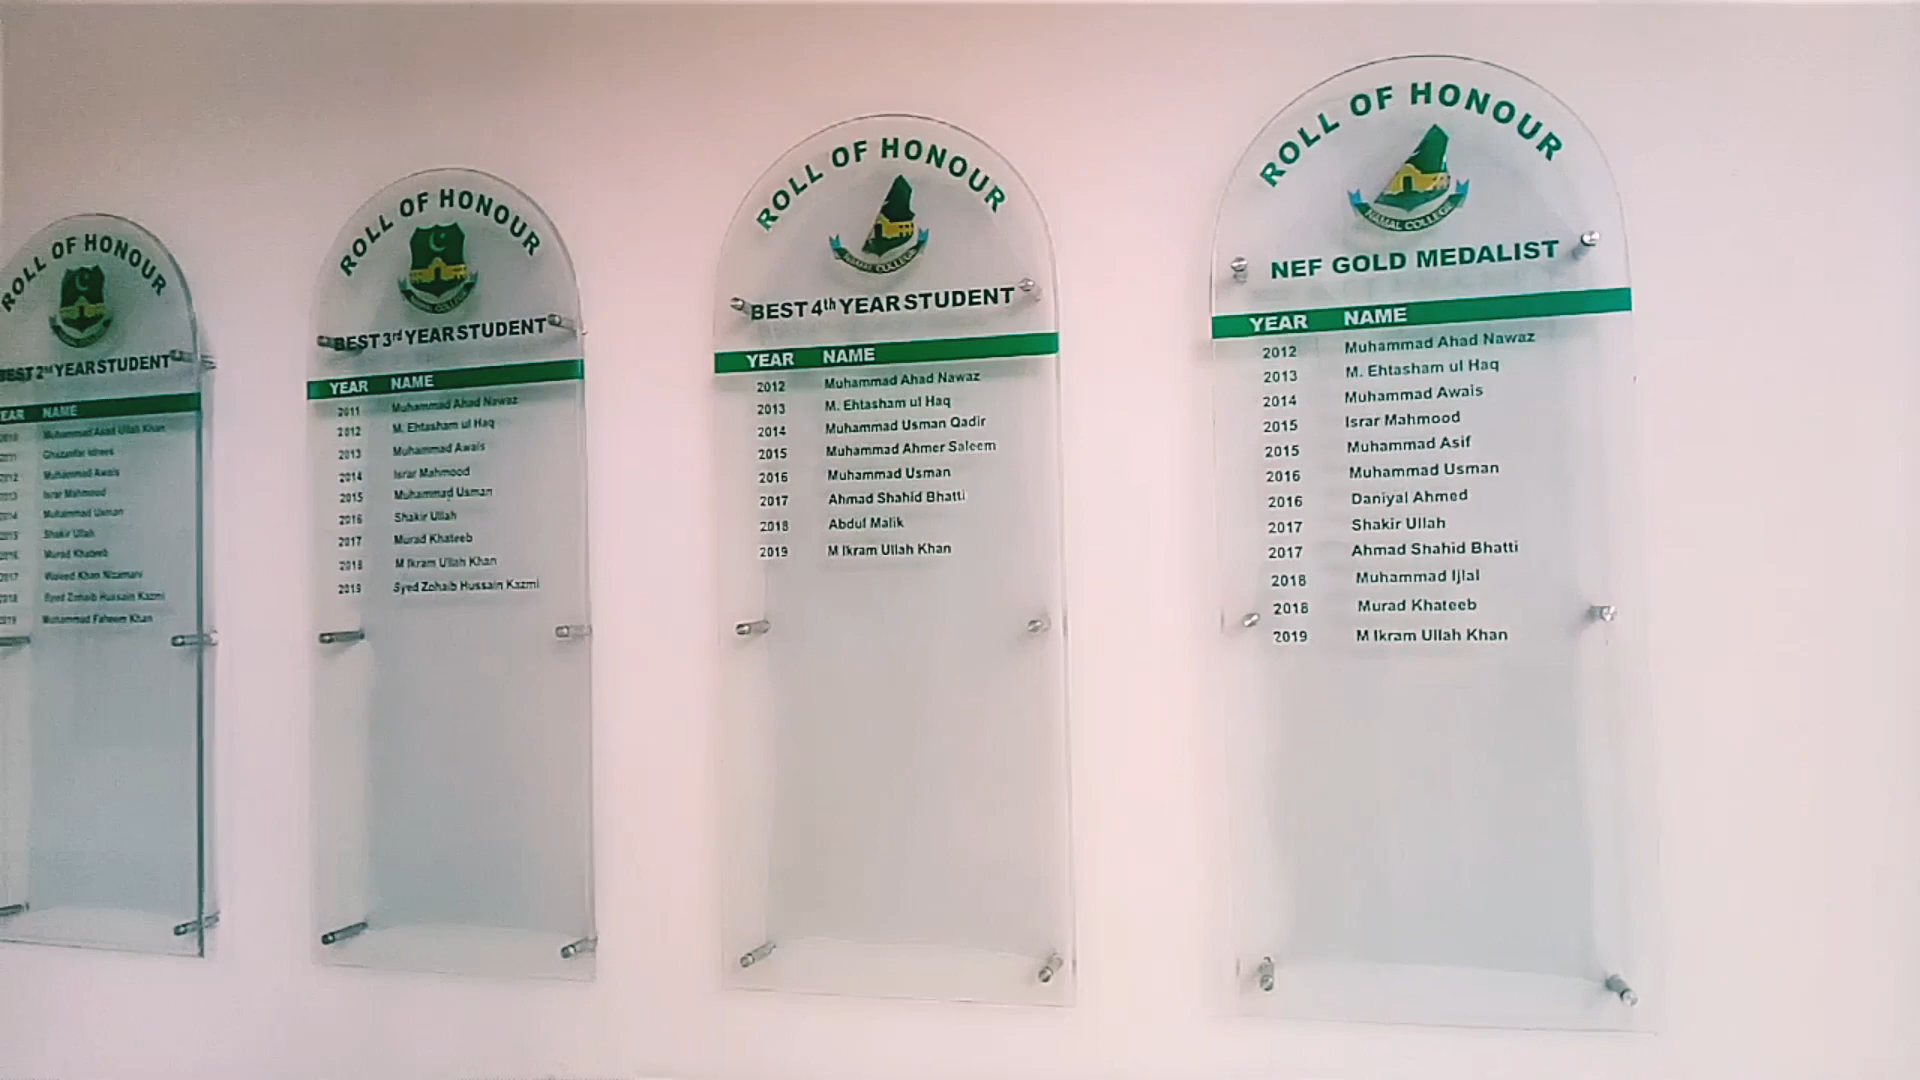 ROLL OF HONOUR
BEST 2nd YEAR STUDENT
YEAR NAME
2010 Muhammad Asad Ullah Khan
2011 Ghazanfar Idrees
2012 Muhammad Awais
2013 Israr Mahmood
2014 Muhammad Usman
2015 Shakir Ullah
2016 Murad Khateeb
2017 Waleed Khan Nizamani
2018 Syed Zohaib Hussain Kazmi
2019 Muhammad Faheem Khan
ROLL OF HONOUR
NAMAL COLLEGE
BEST 3rd YEAR STUDENT
YEAR NAME
2011 Muhammad Ahad Nawaz
2012 M. Ehtasham ul Haq
2013 Muhammad Awais
2014 Israr Mahmood
2015 Muhammad Usman
2016 Shakir Ullah
2017 Murad Khateeb
2018 M Ikram Ullah Khan
2019 Syed Zohaib Hussain Kazmi
ROLL OF HONOUR
NAMAL COLLEGE
BEST 4th YEAR STUDENT
YEAR NAME
2012 Muhammad Ahad Nawaz
2013 M. Ehtasham ul Haq
2014 Muhammad Usman Qadir
2015 Muhammad Ahmer Saleem
2016 Muhammad Usman
2017 Ahmad Shahid Bhatti
2018 Abdul Malik
2019 M Ikram Ullah Khan
ROLL OF HONOUR
NAMAL COLLEGE
NEF GOLD MEDALIST
YEAR NAME
2012 Muhammad Ahad Nawaz
2013 M. Ehtasham ul Haq
2014 Muhammad Awais
2015 Israr Mahmood
2015 Muhammad Asif
2016 Muhammad Usman
2016 Daniyal Ahmed
2017 Shakir Ullah
2017 Ahmad Shahid Bhatti
2018 Muhammad Ijlal
2018 Murad Khateeb
2019 M Ikram Ullah Khan